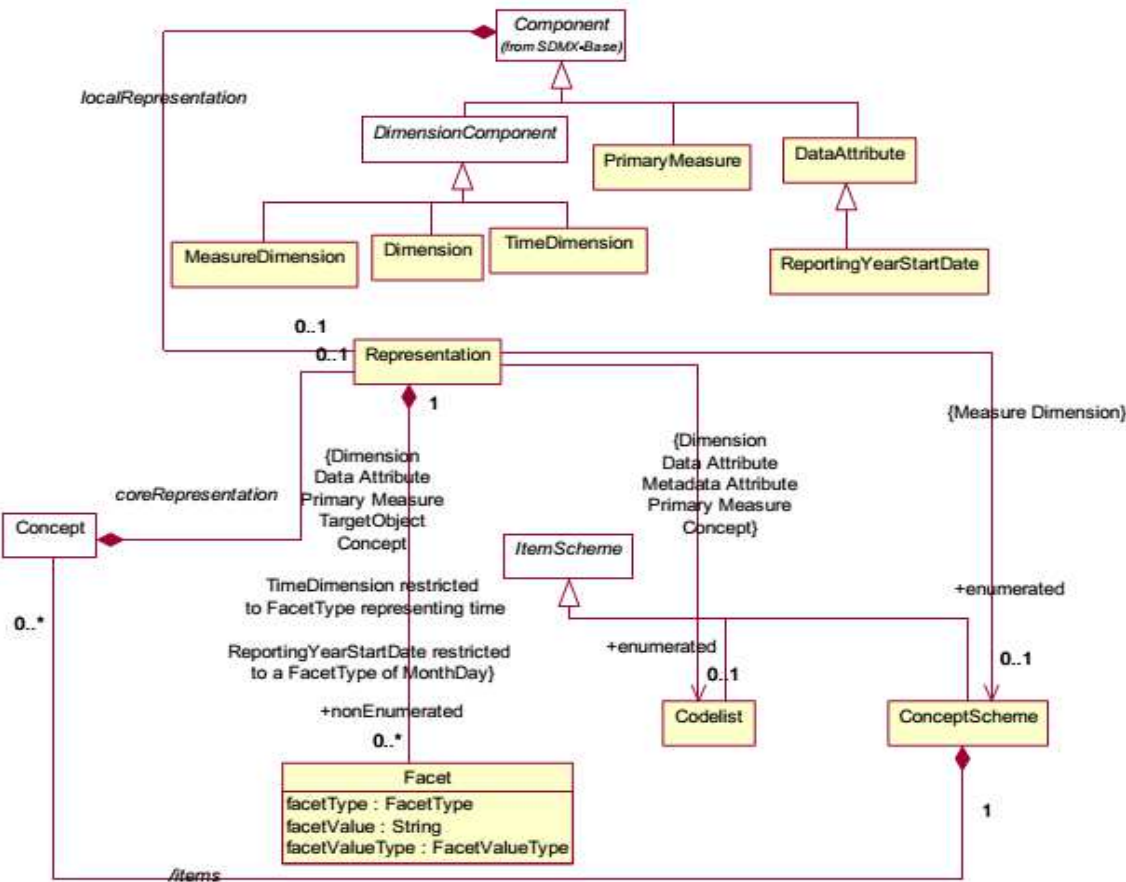 Component
(from SDMX-Base)
localRepresentation
DimensionComponent
PrimaryMeasure
DataAttribute
MeasureDimension
Dimension
TimeDimension
ReportingYearStartDate
0..1
0..1
Representation
1
{Measure Dimension}
{Dimension
Data Attribute
Primary Measure
TargetObject
Concept
{Dimension
Data Attribute
Metadata Attribute
Primary Measure
Concept}
coreRepresentation
Concept
ItemScheme
TimeDimension restricted
to FacetType representing time
+enumerated
0..*
ReportingYearStartDate restricted
to a FacetType of MonthDay}
+enumerated
0..1
0..1
+nonEnumerated
Codelist
ConceptScheme
0..*
Facet
facetType : FacetType
facetValue : String
facetValueType : FacetValueType
1
/items